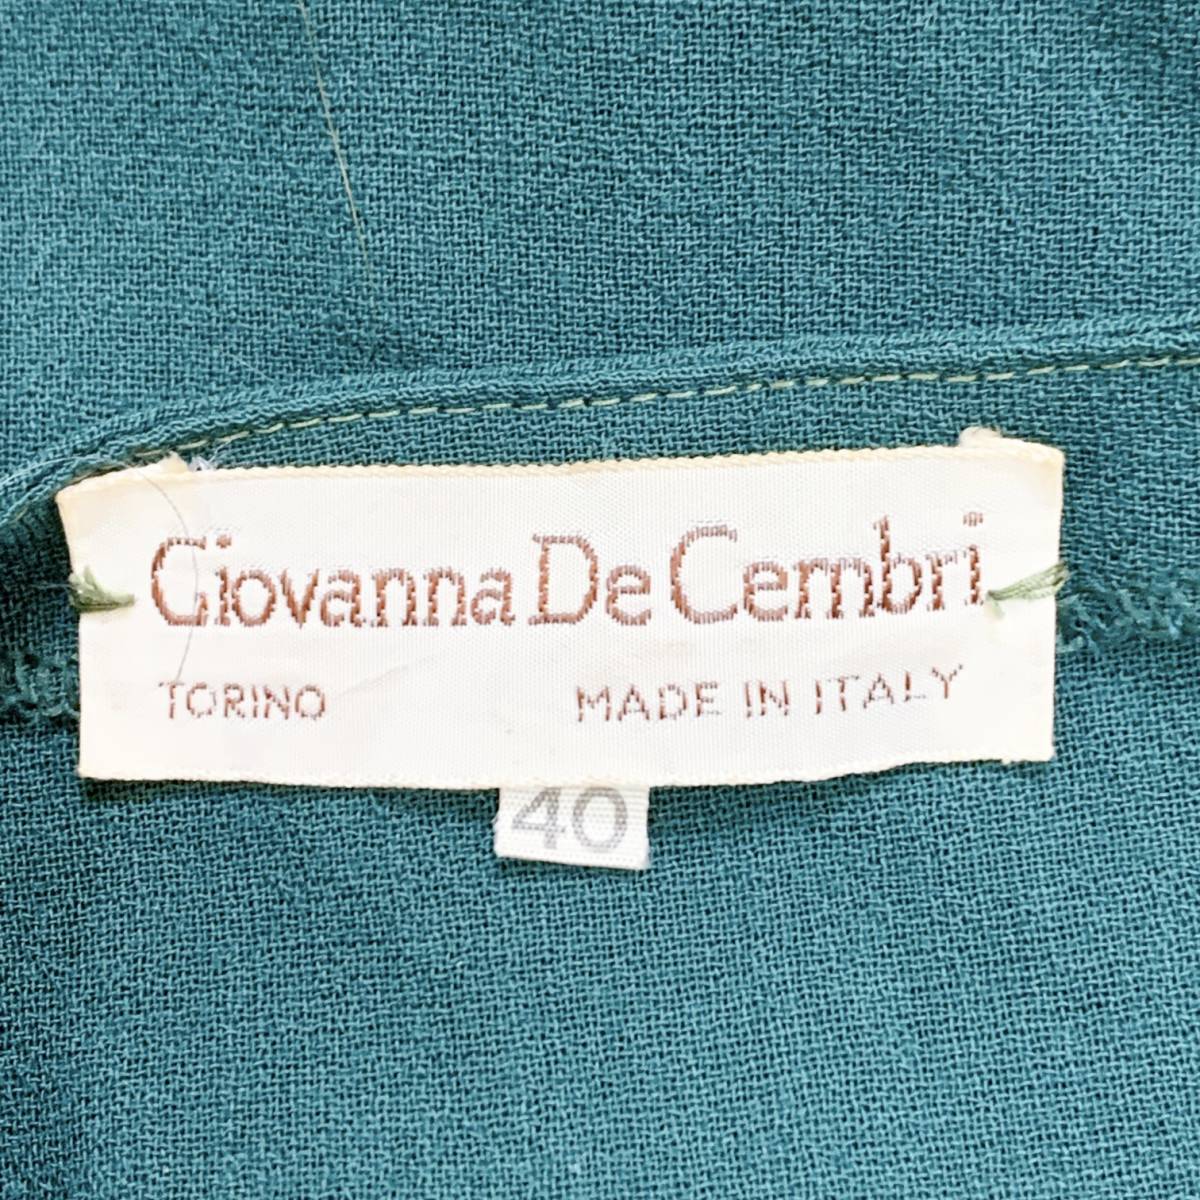 Giovanna De Cembri
TORINO MADE IN ITALY
40